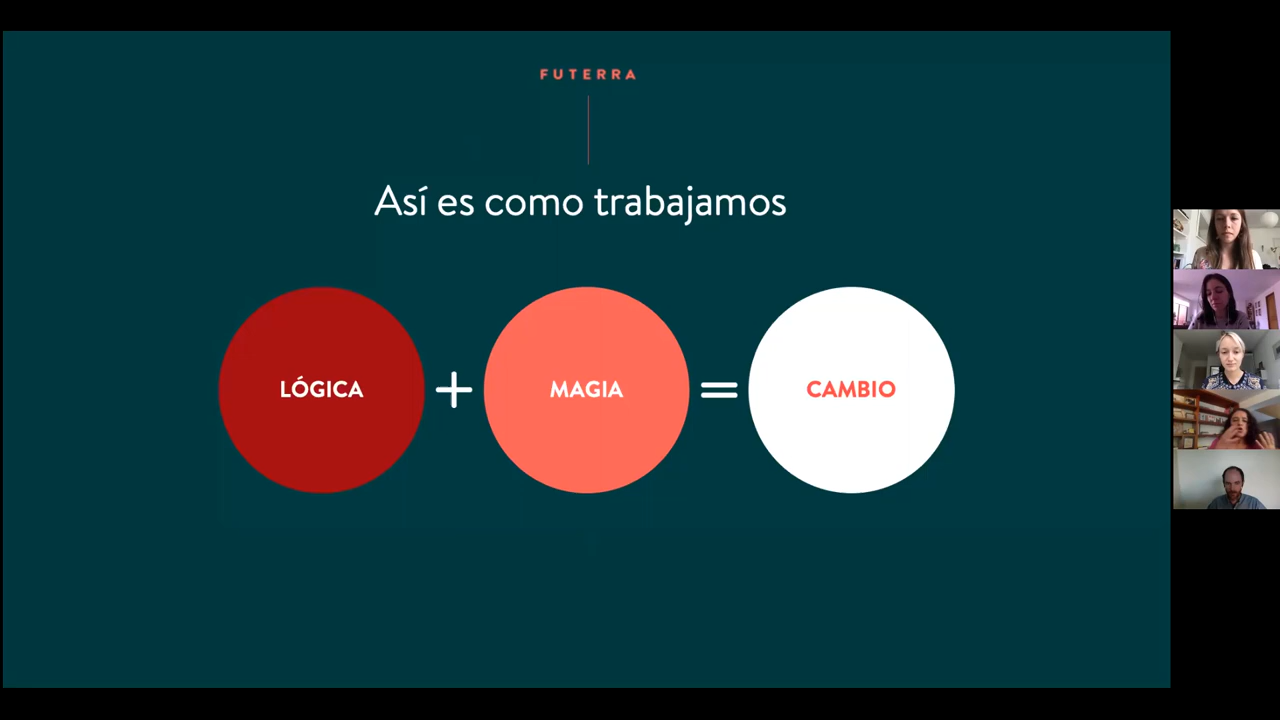 FUTERRA
Así es como trabajamos
LÓGICA + MAGIA = CAMBIO